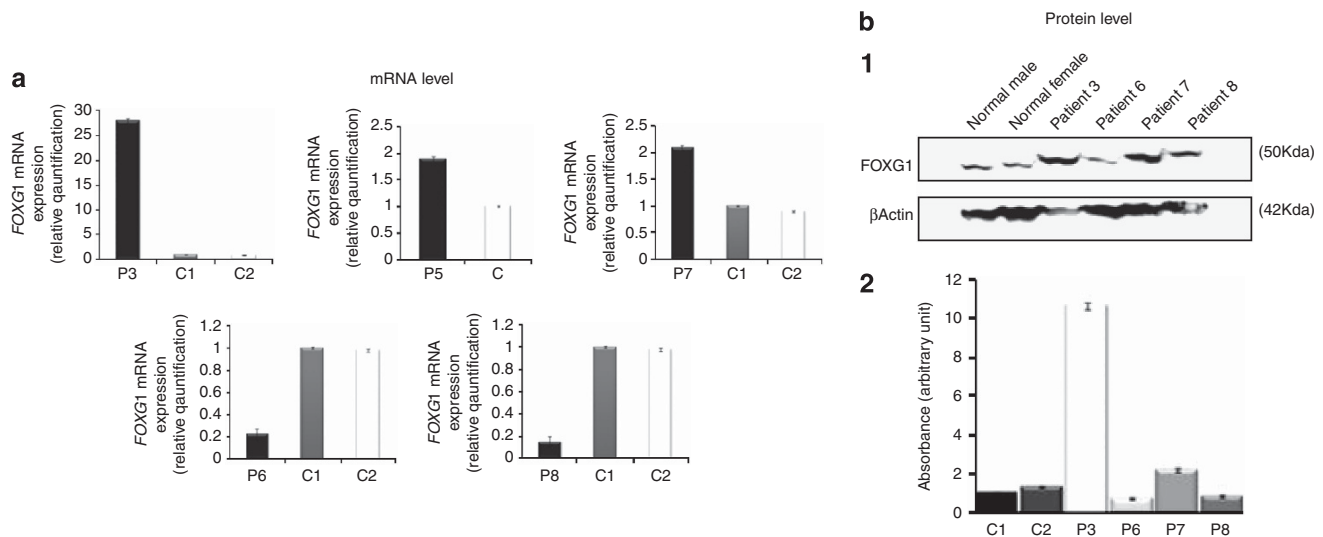 a
mRNA level
FOXG1 mRNA
expression
(relative qauntification)
30
25
20
15
10
5
0
P3 C1 C2
FOXG1 mRNA
expression
(relative qauntification)
2.5
2
1.5
1
0.5
0
P5 C
FOXG1 mRNA
expression
(relative qauntification)
2.5
2
1.5
1
0.5
0
P7 C1 C2
FOXG1 mRNA
expression
(relative qauntification)
1.2
1
0.8
0.6
0.4
0.2
0
P6 C1 C2
FOXG1 mRNA
expression
(relative qauntification)
1.2
1
0.8
0.6
0.4
0.2
0
P8 C1 C2
b
Protein level
1
Normal male
Normal female
Patient 3
Patient 6
Patient 7
Patient 8
FOXG1 (50Kda)
βActin (42Kda)
2
Absorbance (arbitrary unit)
12
10
8
6
4
2
0
C1 C2 P3 P6 P7 P8